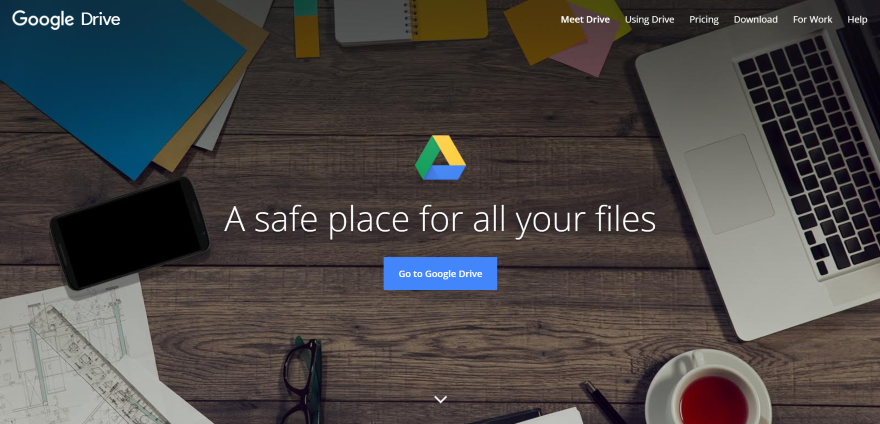 Google Drive
Meet Drive Using Drive Pricing Download For Work Help
A safe place for all your files
Go to Google Drive